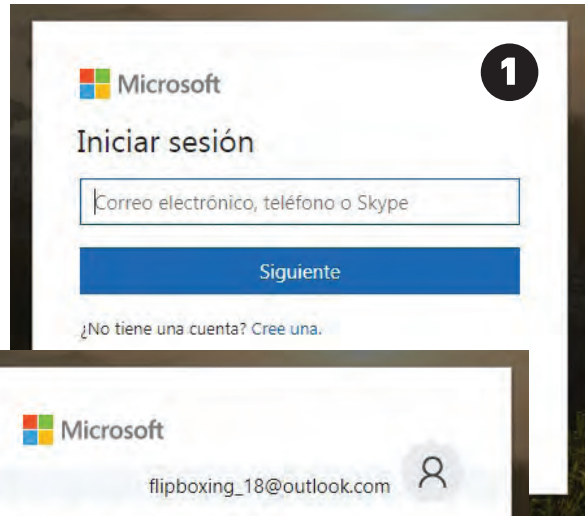 Microsoft
1
Iniciar sesión
Correo electrónico, teléfono o Skype
Siguiente
¿No tiene una cuenta? Cree una.
Microsoft
flipboxing_18@outlook.com